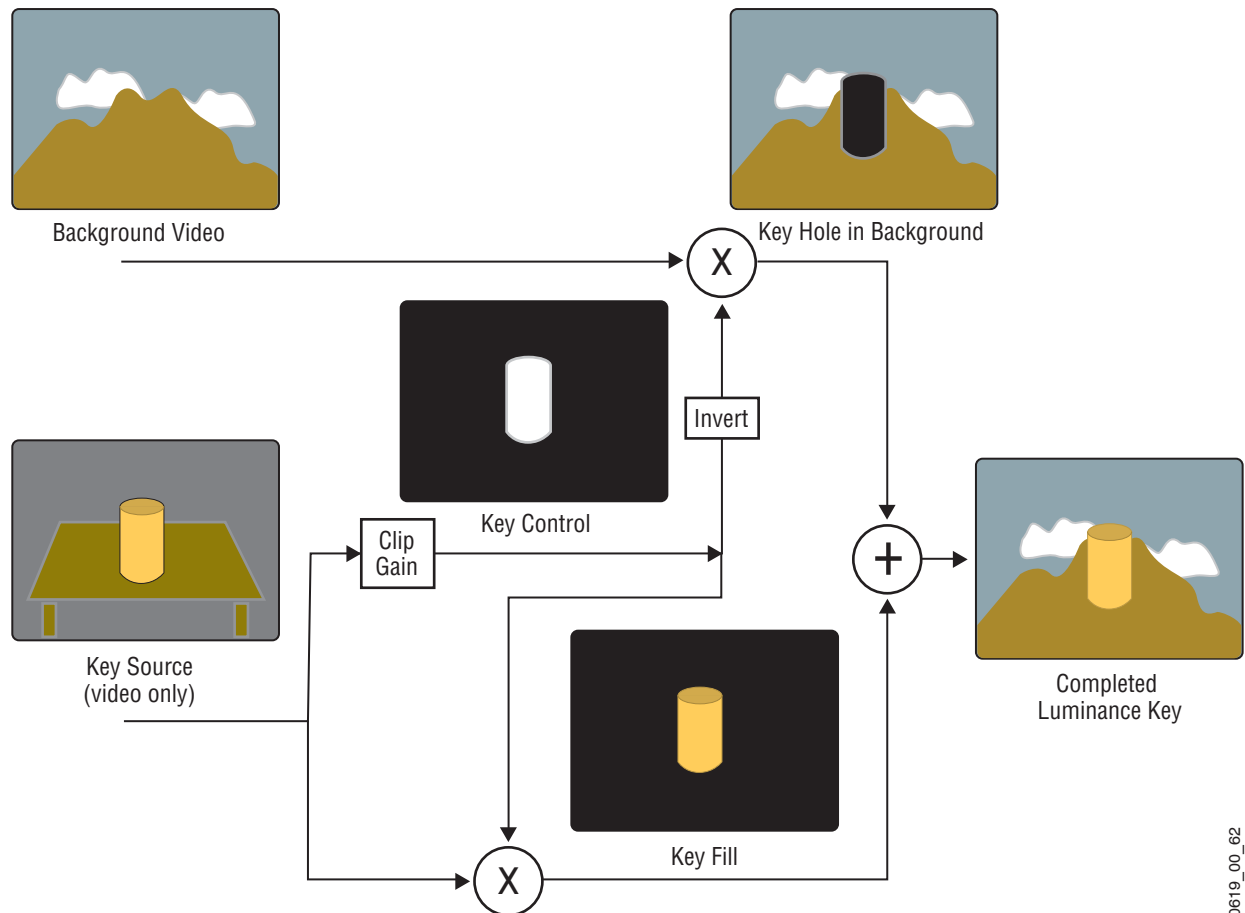 Background Video
Key Hole in Background
X
Invert
Key Control
Clip
Gain
+
Key Source
(video only)
Completed
Luminance Key
Key Fill
X
0619_00_62